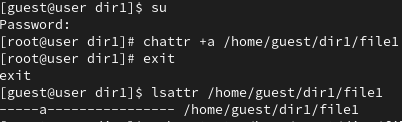 [guest@user dir1]$ su
Password:
[root@user dir1]# chattr +a /home/guest/dir1/file1
[root@user dir1]# exit
exit
[guest@user dir1]$ lsattr /home/guest/dir1/file1
-----a---------------- /home/guest/dir1/file1